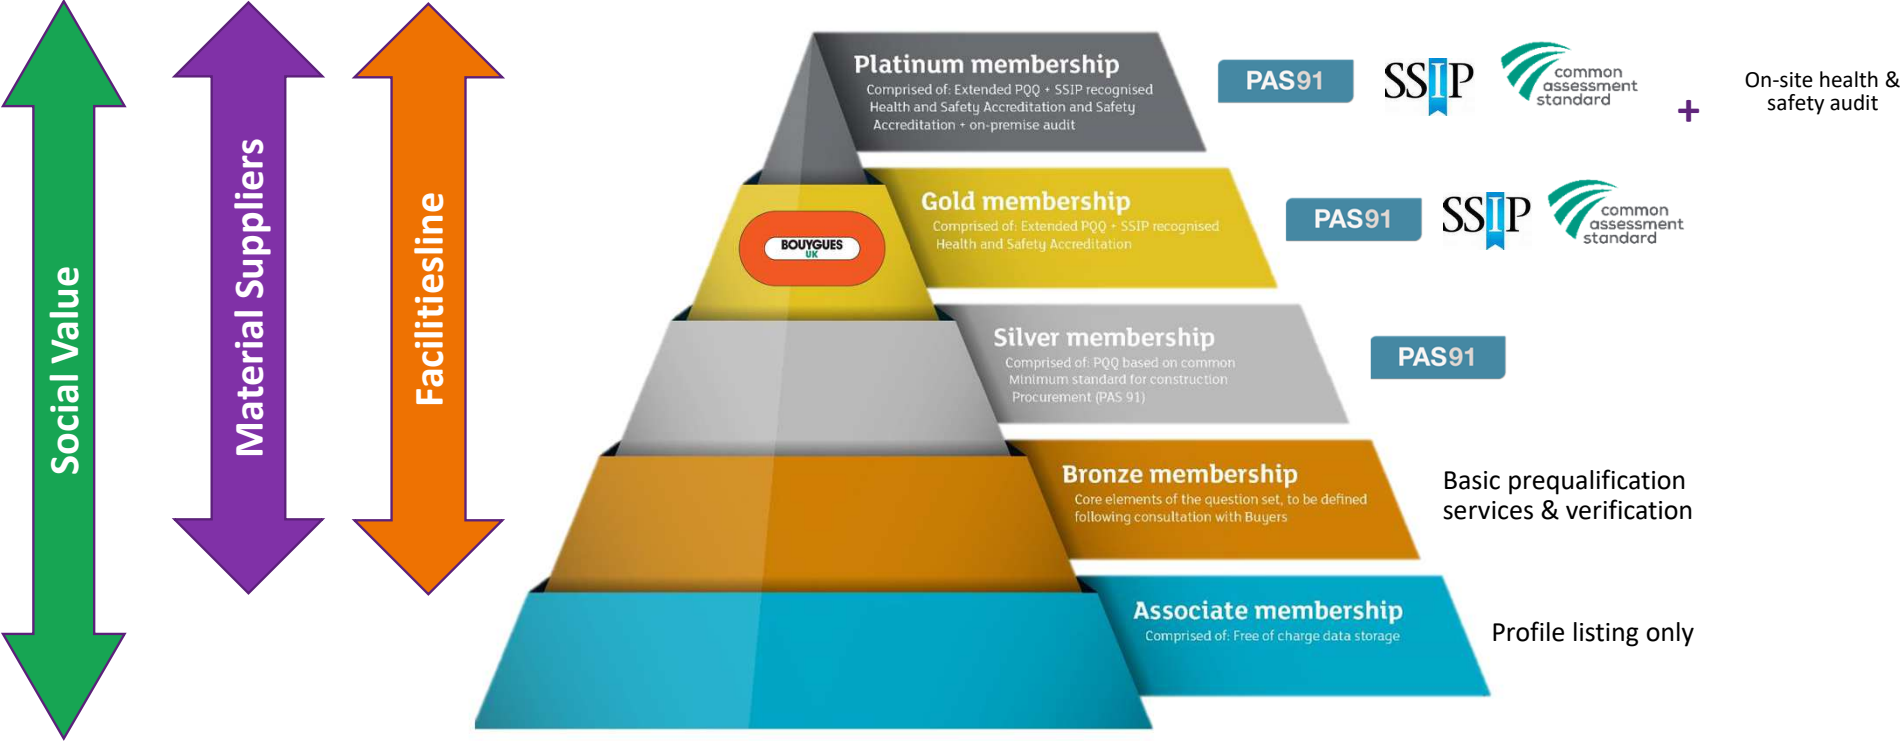 Social Value
Material Suppliers
Facilitiesline
Platinum membership
Comprised of: Extended PQQ + SSIP recognised
Health and Safety Accreditation and Safety
Accreditation + on-premise audit
PAS91
SSIP
common
assessment
standard
+
On-site health &
safety audit
BOUYGUES
UK
Gold membership
Comprised of: Extended PQQ + SSIP recognised
Health and Safety Accreditation
PAS91
SSIP
common
assessment
standard
Silver membership
Comprised of: PQQ based on common
Minimum standard for construction
Procurement (PAS 91)
PAS91
Bronze membership
Core elements of the question set, to be defined
following consultation with Buyers
Basic prequalification
services & verification
Associate membership
Comprised of: Free of charge data storage
Profile listing only